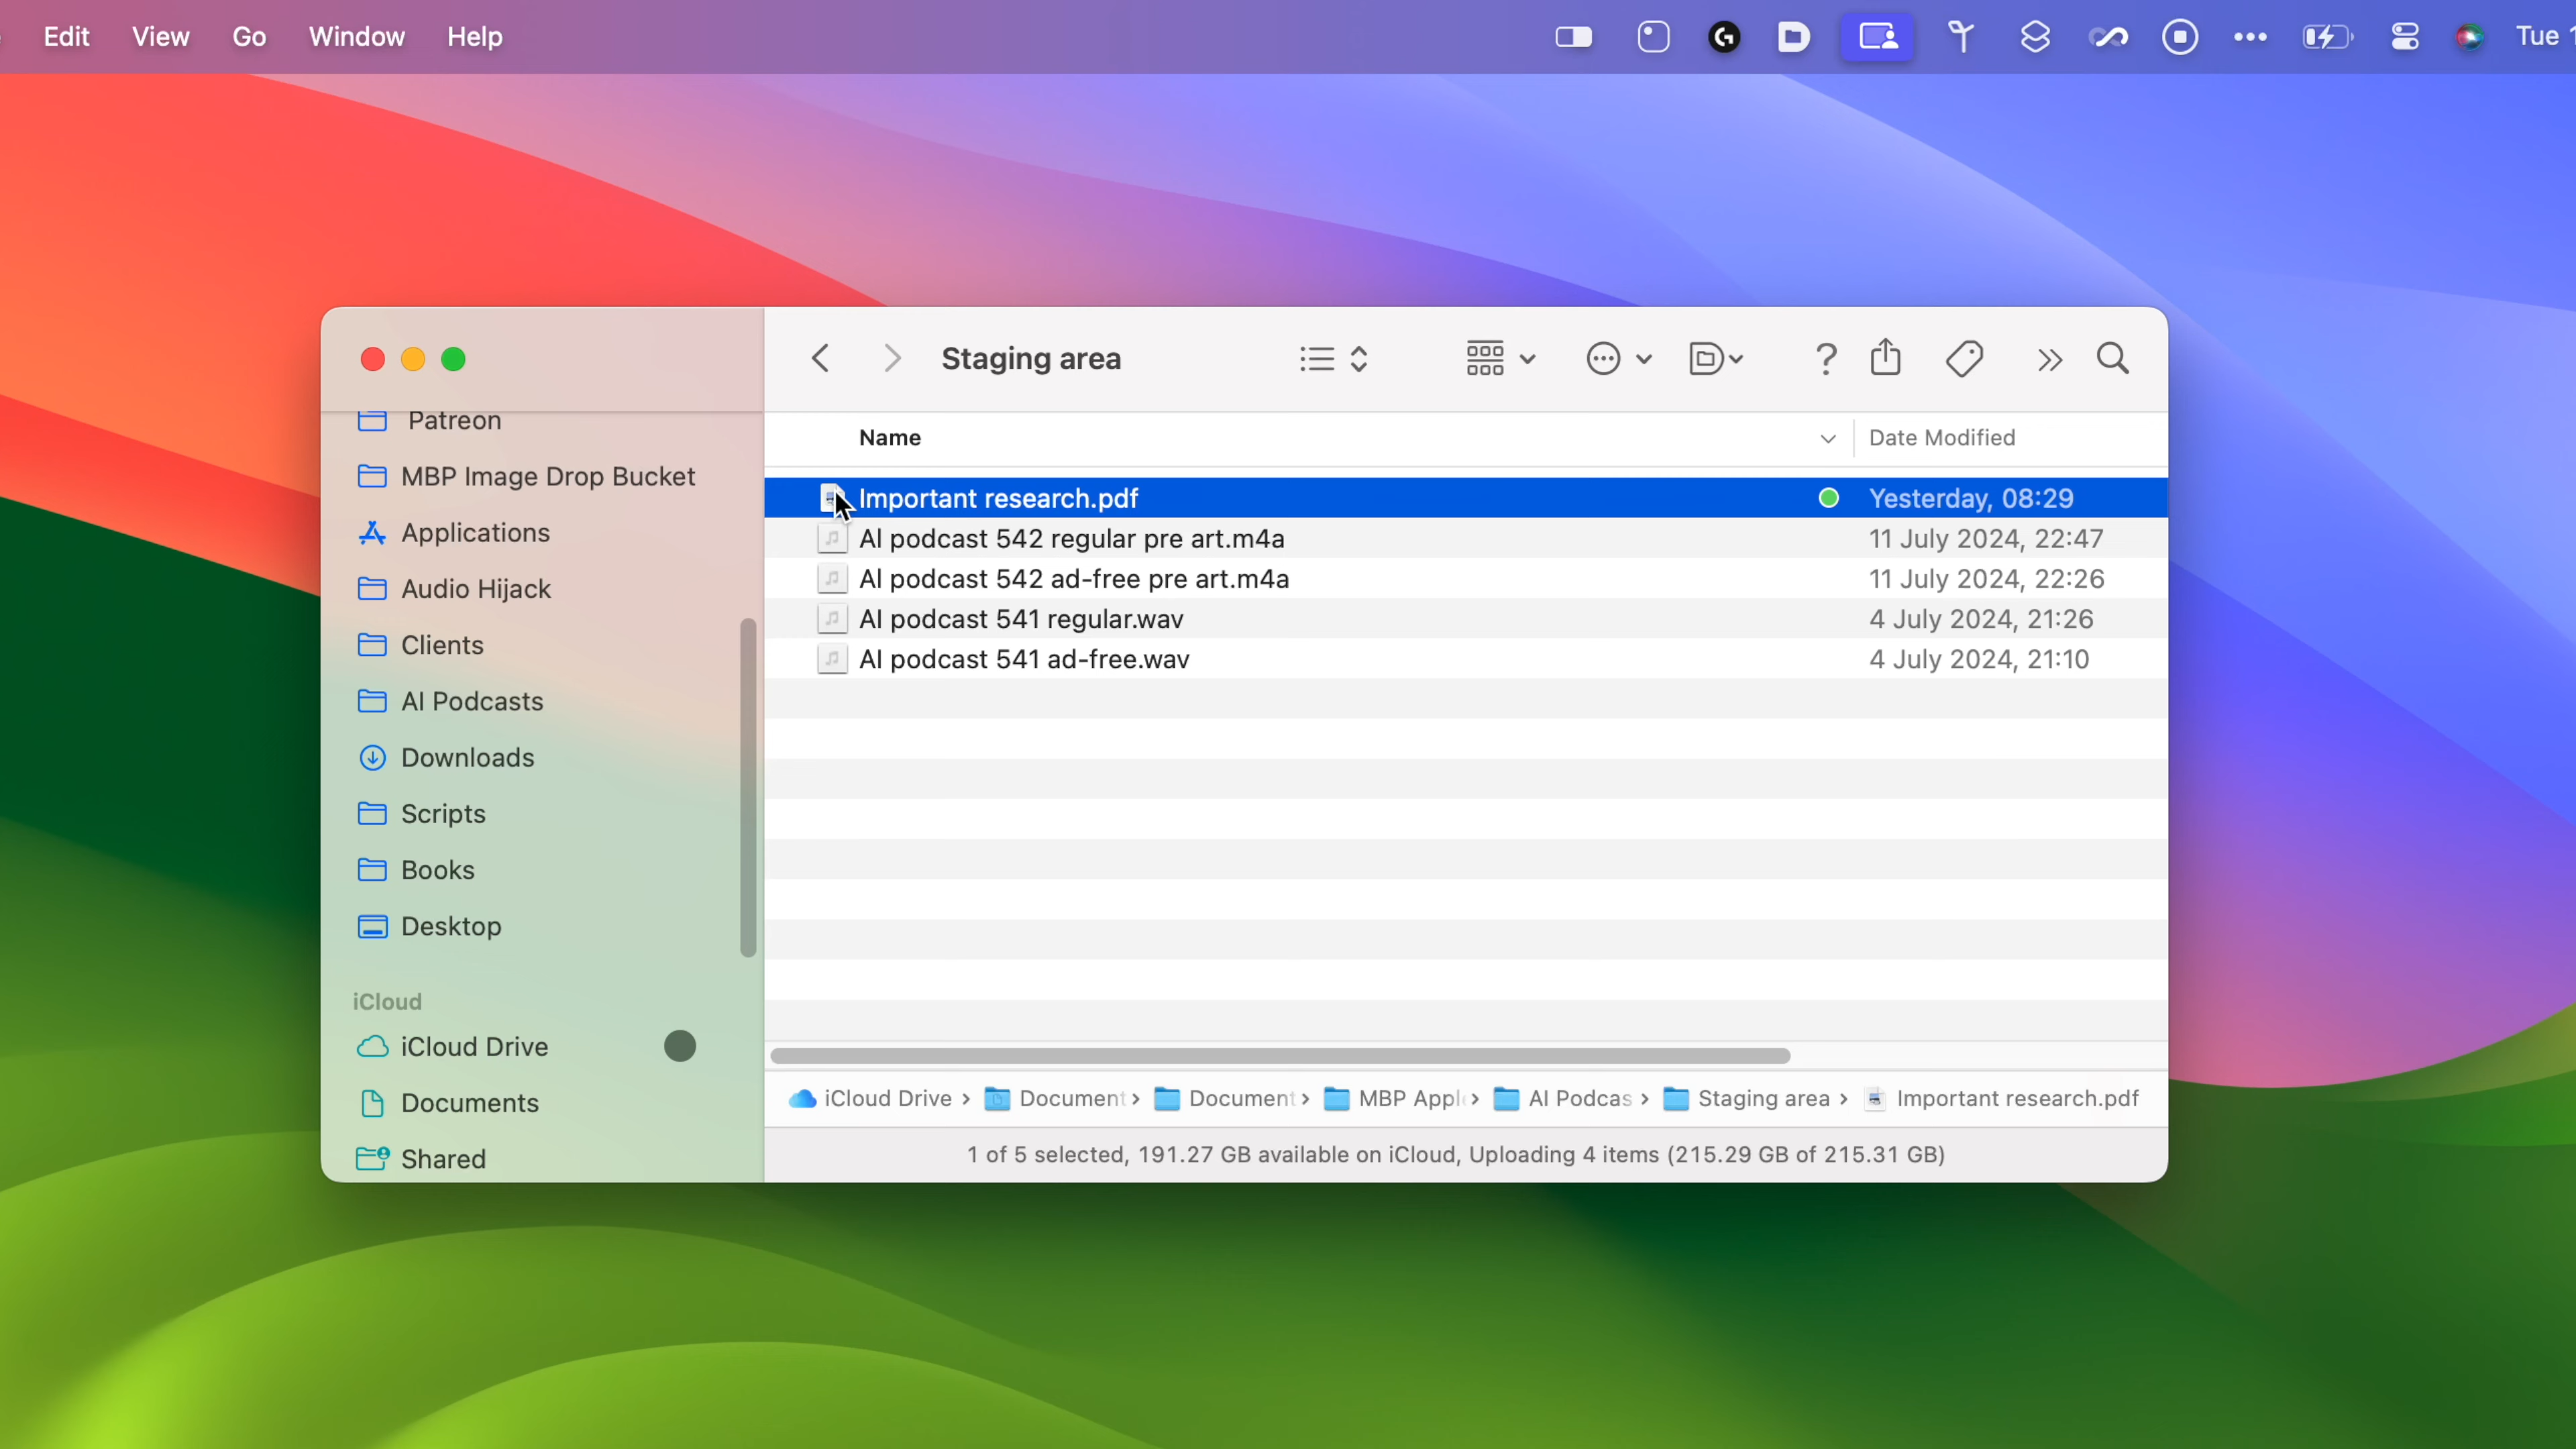 Edit View Go Window Help Tue 1
Staging area
Name Date Modified
Important research.pdf Yesterday, 08:29
AI podcast 542 regular pre art.m4a 11 July 2024, 22:47
AI podcast 542 ad-free pre art.m4a 11 July 2024, 22:26
AI podcast 541 regular.wav 4 July 2024, 21:26
AI podcast 541 ad-free.wav 4 July 2024, 21:10
Patreon
MBP Image Drop Bucket
Applications
Audio Hijack
Clients
AI Podcasts
Downloads
Scripts
Books
Desktop
iCloud
iCloud Drive
Documents
Shared
iCloud Drive › Document › Document › MBP Appl › AI Podcas › Staging area › Important research.pdf
1 of 5 selected, 191.27 GB available on iCloud, Uploading 4 items (215.29 GB of 215.31 GB)